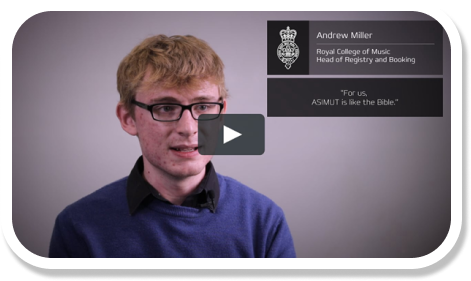 Andrew Miller
Royal College of Music
Head of Registry and Booking
"For us,
ASIMUT is like the Bible."